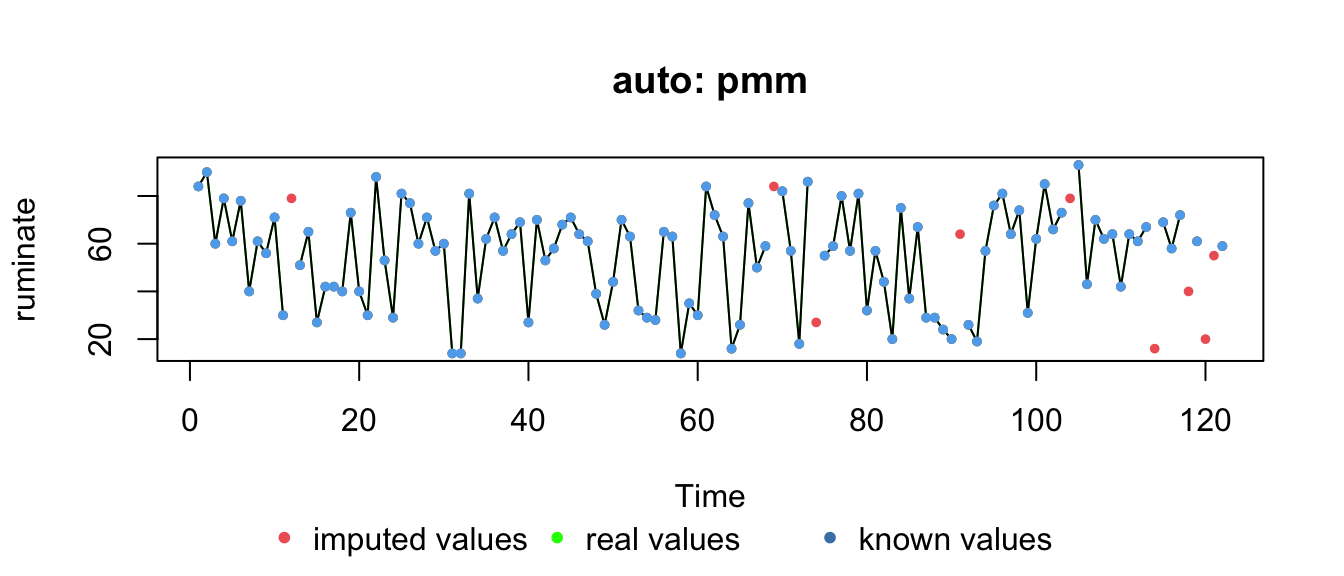 auto: pmm
ruminate
60
20
0 20 40 60 80 100 120
Time
imputed values real values known values